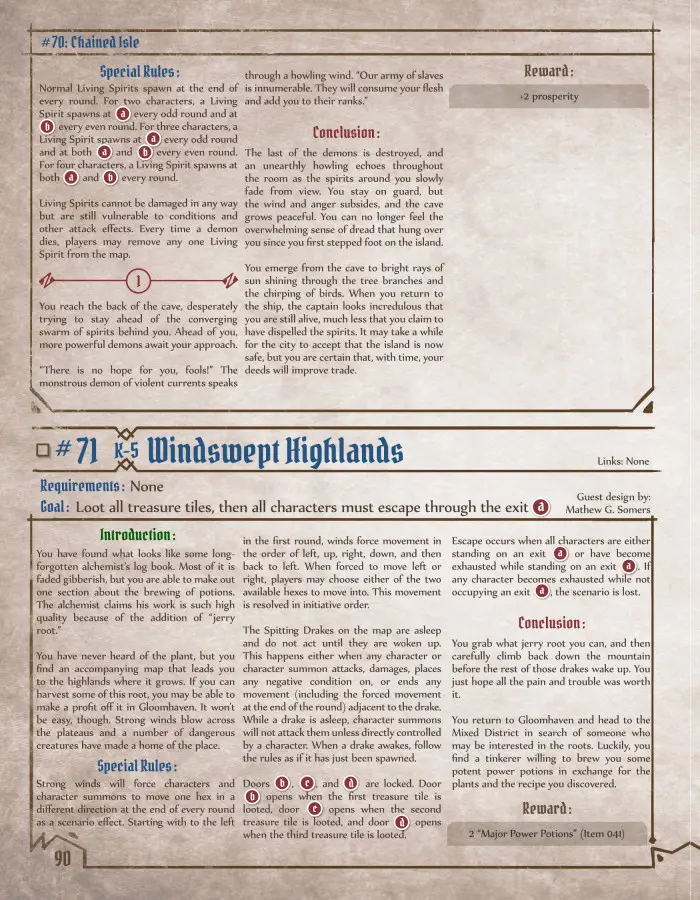 #70: Chained Isle
Special Rules:
Normal Living Spirits spawn at the end of
every round. For two characters, a Living
Spirit spawns at a every odd round and at
b every even round. For three characters, a
Living Spirit spawns at a every odd round
and at both a and b every even round.
For four characters, a Living Spirit spawns at
both a and b every round.
Living Spirits cannot be damaged in any way
but are still vulnerable to conditions and
other attack effects. Every time a demon
dies, players may remove any one Living
Spirit from the map.
1
You reach the back of the cave, desperately
trying to stay ahead of the converging
swarm of spirits behind you. Ahead of you,
more powerful demons await your approach.
"There is no hope for you, fools!" The
monstrous demon of violent currents speaks
through a howling wind. "Our army of slaves
is innumerable. They will consume your flesh
and add you to their ranks."
Conclusion:
The last of the demons is destroyed, and
an unearthly howling echoes throughout
the room as the spirits around you slowly
fade from view. You stay on guard, but
the wind and anger subsides, and the cave
grows peaceful. You can no longer feel the
overwhelming sense of dread that hung over
you since you first stepped foot on the island.
You emerge from the cave to bright rays of
sun shining through the tree branches and
the chirping of birds. When you return to
the ship, the captain looks incredulous that
you are still alive, much less that you claim to
have dispelled the spirits. It may take a while
for the city to accept that the island is now
safe, but you are certain that, with time, your
deeds will improve trade.
Reward:
+2 prosperity
#71 K-5 Windswept Highlands
Links: None
Requirements: None
Goal: Loot all treasure tiles, then all characters must escape through the exit a
Guest design by:
Mathew G. Somers
Introduction:
You have found what looks like some long-
forgotten alchemist's log book. Most of it is
faded gibberish, but you are able to make out
one section about the brewing of potions.
The alchemist claims his work is such high
quality because of the addition of "jerry
root."
You have never heard of the plant, but you
find an accompanying map that leads you
to the highlands where it grows. If you can
harvest some of this root, you may be able to
make a profit off it in Gloomhaven. It won't
be easy, though. Strong winds blow across
the plateaus and a number of dangerous
creatures have made a home of the place.
Special Rules:
Strong winds will force characters and
character summons to move one hex in a
different direction at the end of every round
as a scenario effect. Starting with to the left
in the first round, winds force movement in
the order of left, up, right, down, and then
back to left. When forced to move left or
right, players may choose either of the two
available hexes to move into. This movement
is resolved in initiative order.
The Spitting Drakes on the map are asleep
and do not act until they are woken up.
This happens either when any character or
character summon attacks, damages, places
any negative condition on, or ends any
movement (including the forced movement
at the end of the round) adjacent to the drake.
While a drake is asleep, character summons
will not attack them unless directly controlled
by a character. When a drake awakes, follow
the rules as if it has just been spawned.
Doors b, c, and d are locked. Door
b opens when the first treasure tile is
looted, door c opens when the second
treasure tile is looted, and door d opens
when the third treasure tile is looted.
Escape occurs when all characters are either
standing on an exit a or have become
exhausted while standing on an exit a. If
any character becomes exhausted while not
occupying an exit a, the scenario is lost.
Conclusion:
You grab what jerry root you can, and then
carefully climb back down the mountain
before the rest of those drakes wake up. You
just hope all the pain and trouble was worth
it.
You return to Gloomhaven and head to the
Mixed District in search of someone who
may be interested in the roots. Luckily, you
find a tinkerer willing to brew you some
potent power potions in exchange for the
plants and the recipe you discovered.
Reward:
2 "Major Power Potions" (Item 041)
90